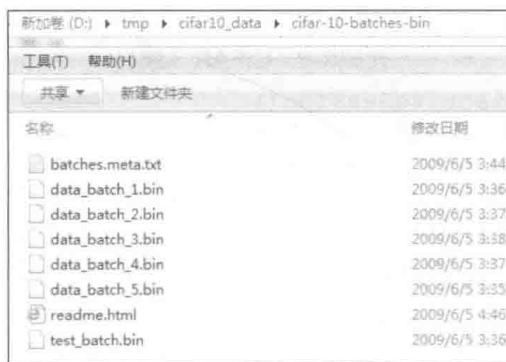 新加卷 (D:) ▸ tmp ▸ cifar10_data ▸ cifar-10-batches-bin
工具(T) 帮助(H)
共享 ▼ 新建文件夹
名称 修改日期
batches.meta.txt 2009/6/5 3:44
data_batch_1.bin 2009/6/5 3:36
data_batch_2.bin 2009/6/5 3:37
data_batch_3.bin 2009/6/5 3:38
data_batch_4.bin 2009/6/5 3:37
data_batch_5.bin 2009/6/5 3:35
readme.html 2009/6/5 4:46
test_batch.bin 2009/6/5 3:36